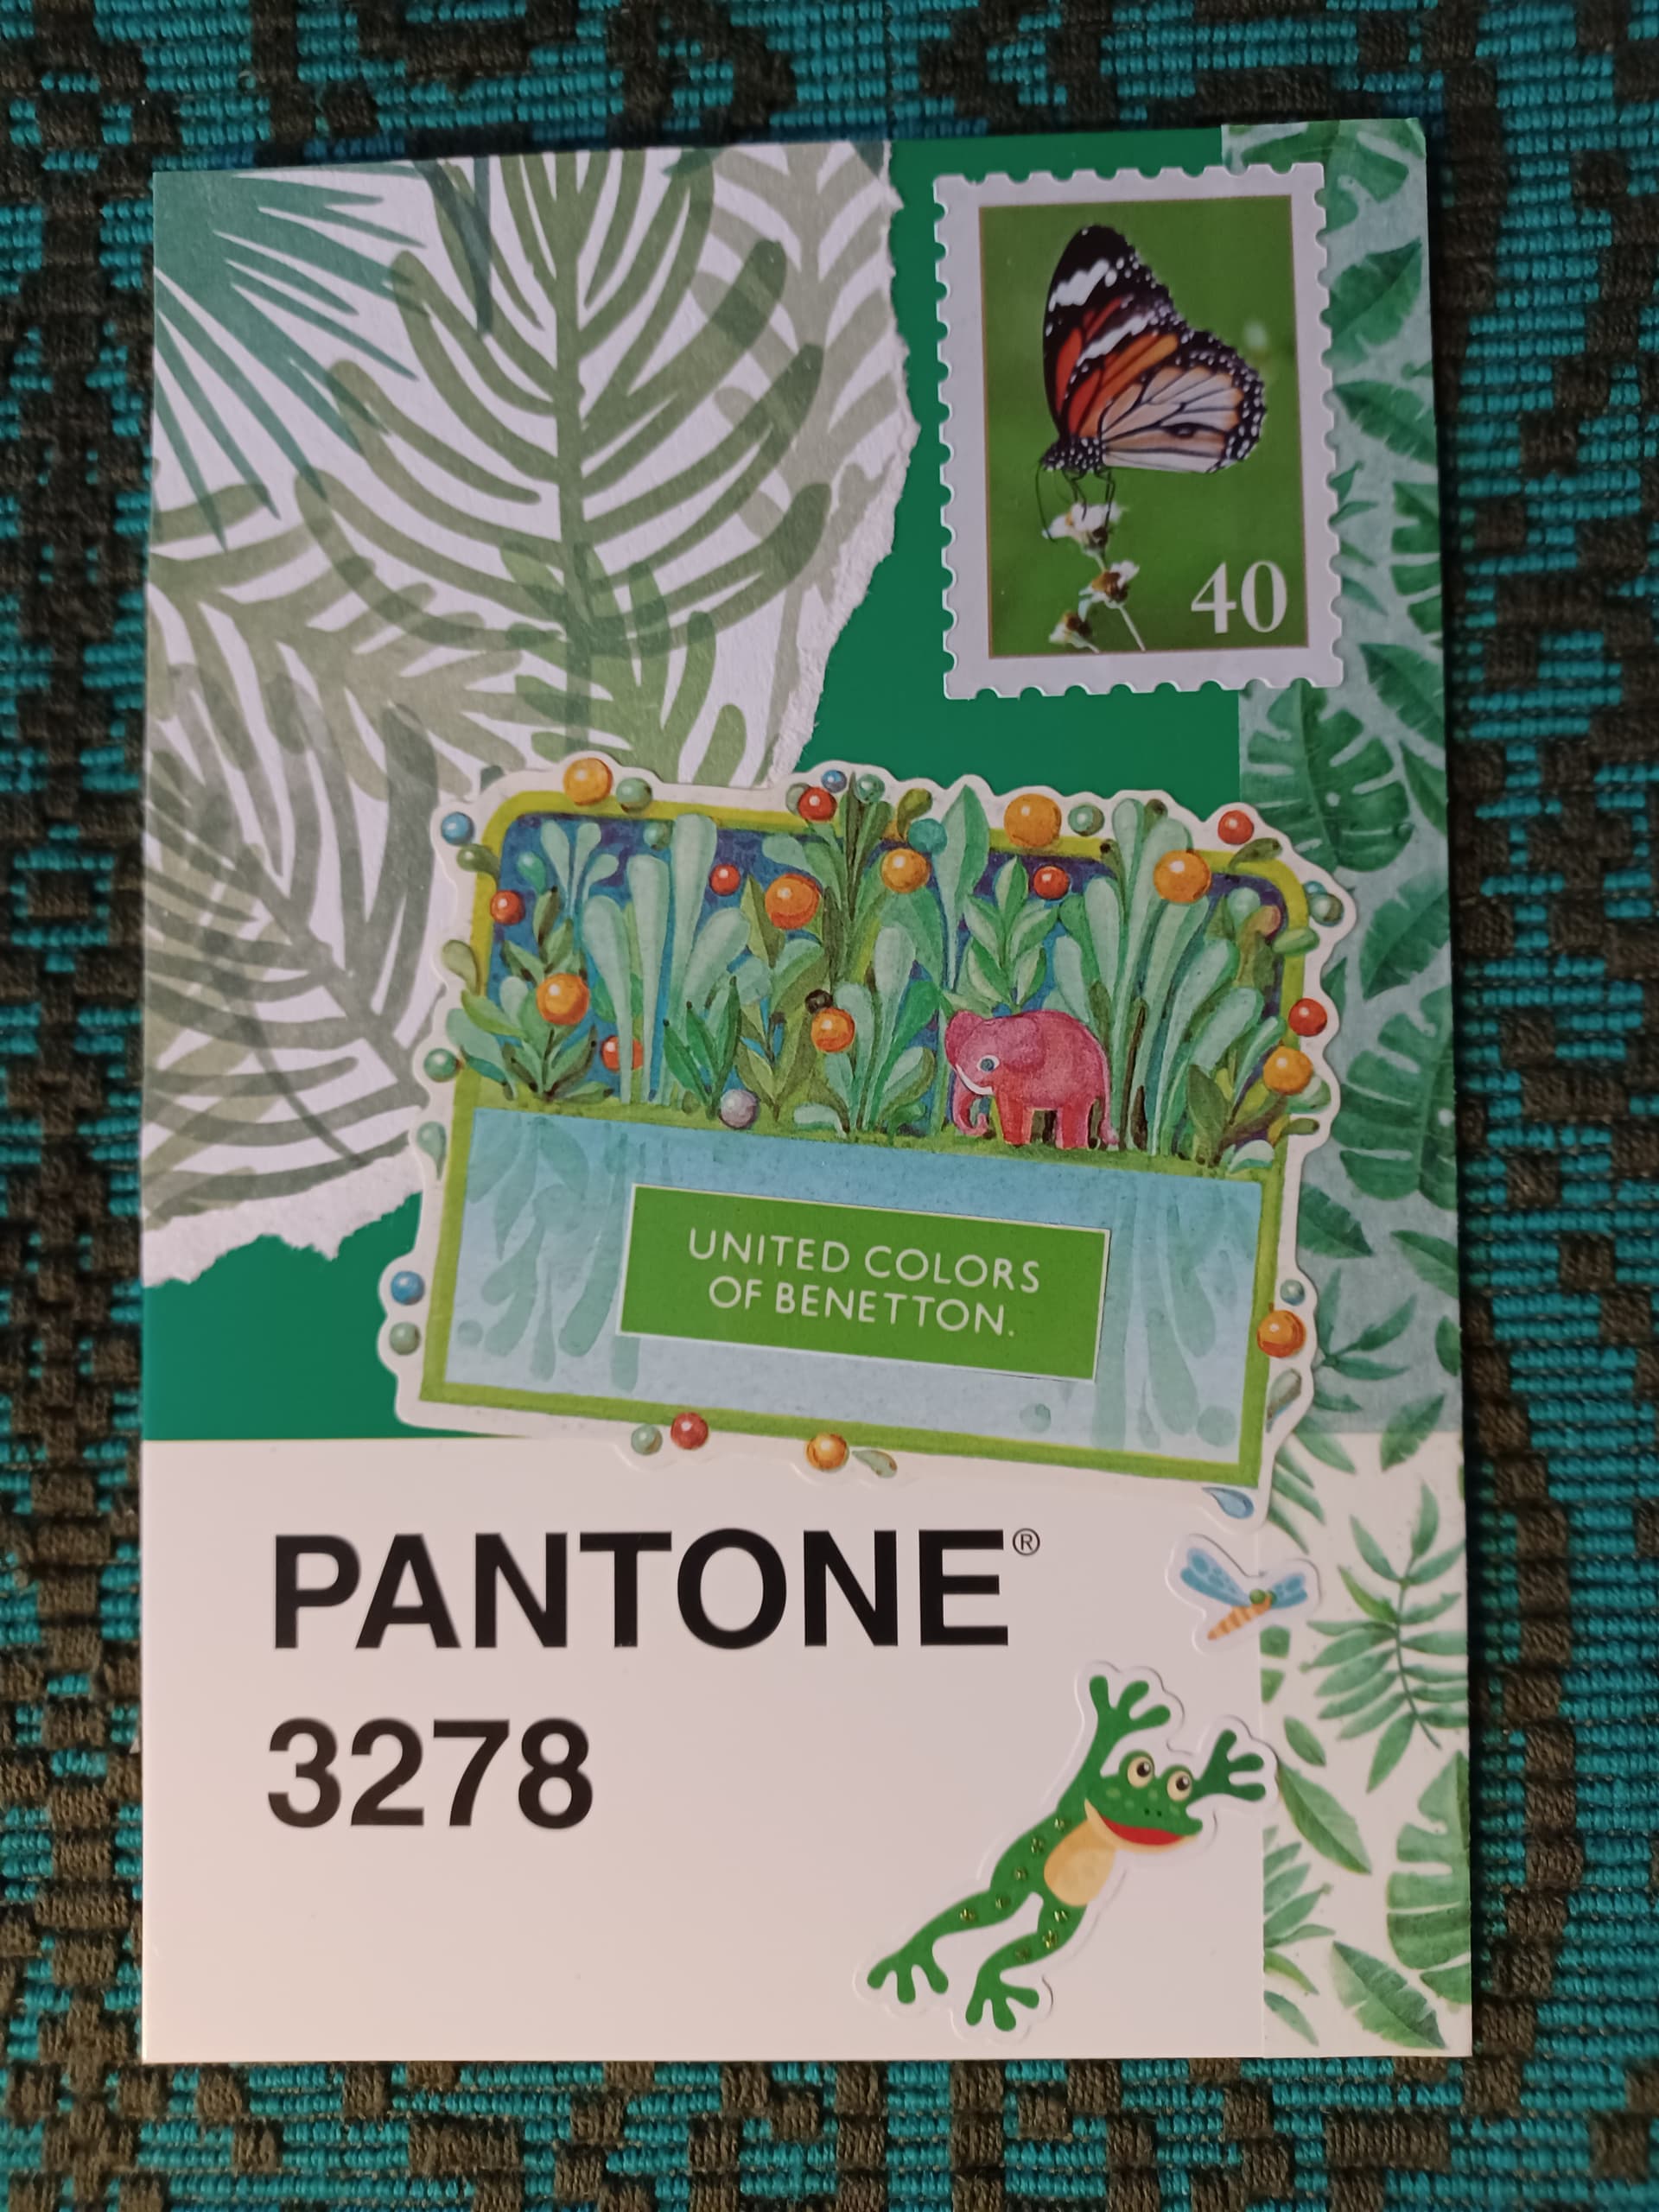 40
UNITED COLORS
OF BENETTON.
PANTONE®
3278